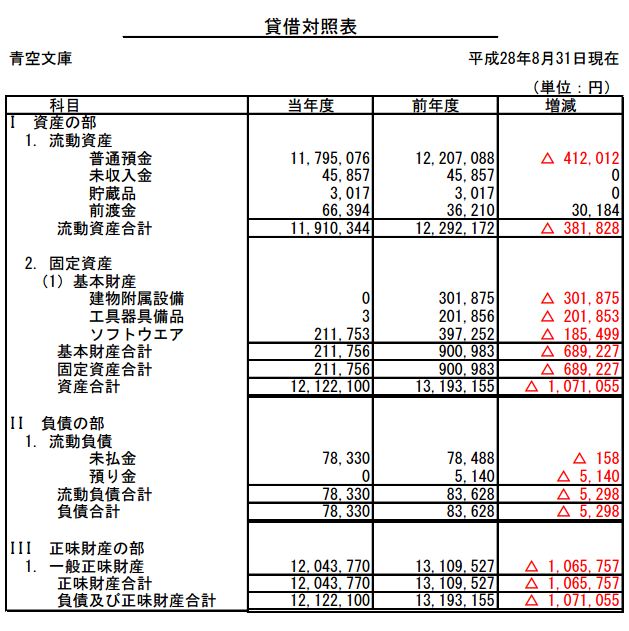 貸借対照表
青空文庫 平成28年8月31日現在
（単位：円）
科目 当年度 前年度 増減
I 資産の部
1. 流動資産
普通預金 11,795,076 12,207,088 △ 412,012
未収入金 45,857 45,857 0
貯蔵品 3,017 3,017 0
前渡金 66,394 36,210 30,184
流動資産合計 11,910,344 12,292,172 △ 381,828
2. 固定資産
(1) 基本財産
建物附属設備 0 301,875 △ 301,875
工具器具備品 3 201,856 △ 201,853
ソフトウエア 211,753 397,252 △ 185,499
基本財産合計 211,756 900,983 △ 689,227
固定資産合計 211,756 900,983 △ 689,227
資産合計 12,122,100 13,193,155 △ 1,071,055
II 負債の部
1. 流動負債
未払金 78,330 78,488 △ 158
預り金 0 5,140 △ 5,140
流動負債合計 78,330 83,628 △ 5,298
負債合計 78,330 83,628 △ 5,298
III 正味財産の部
1. 一般正味財産 12,043,770 13,109,527 △ 1,065,757
正味財産合計 12,043,770 13,109,527 △ 1,065,757
負債及び正味財産合計 12,122,100 13,193,155 △ 1,071,055